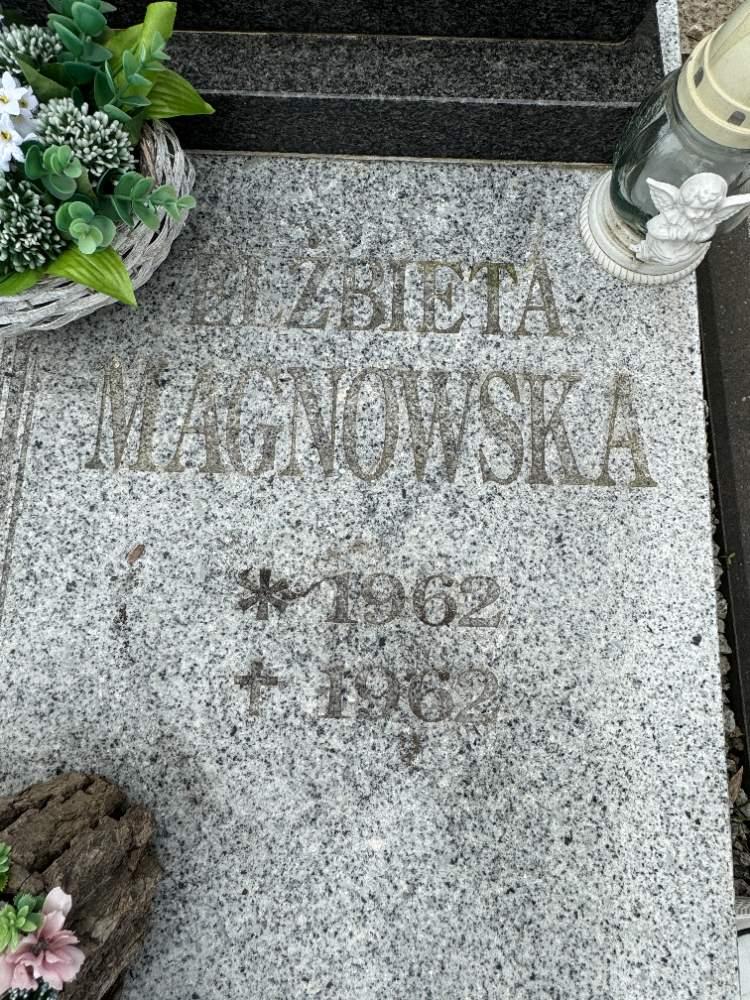 ELŻBIETA
MAGNOWSKA
* 1962
† 1962